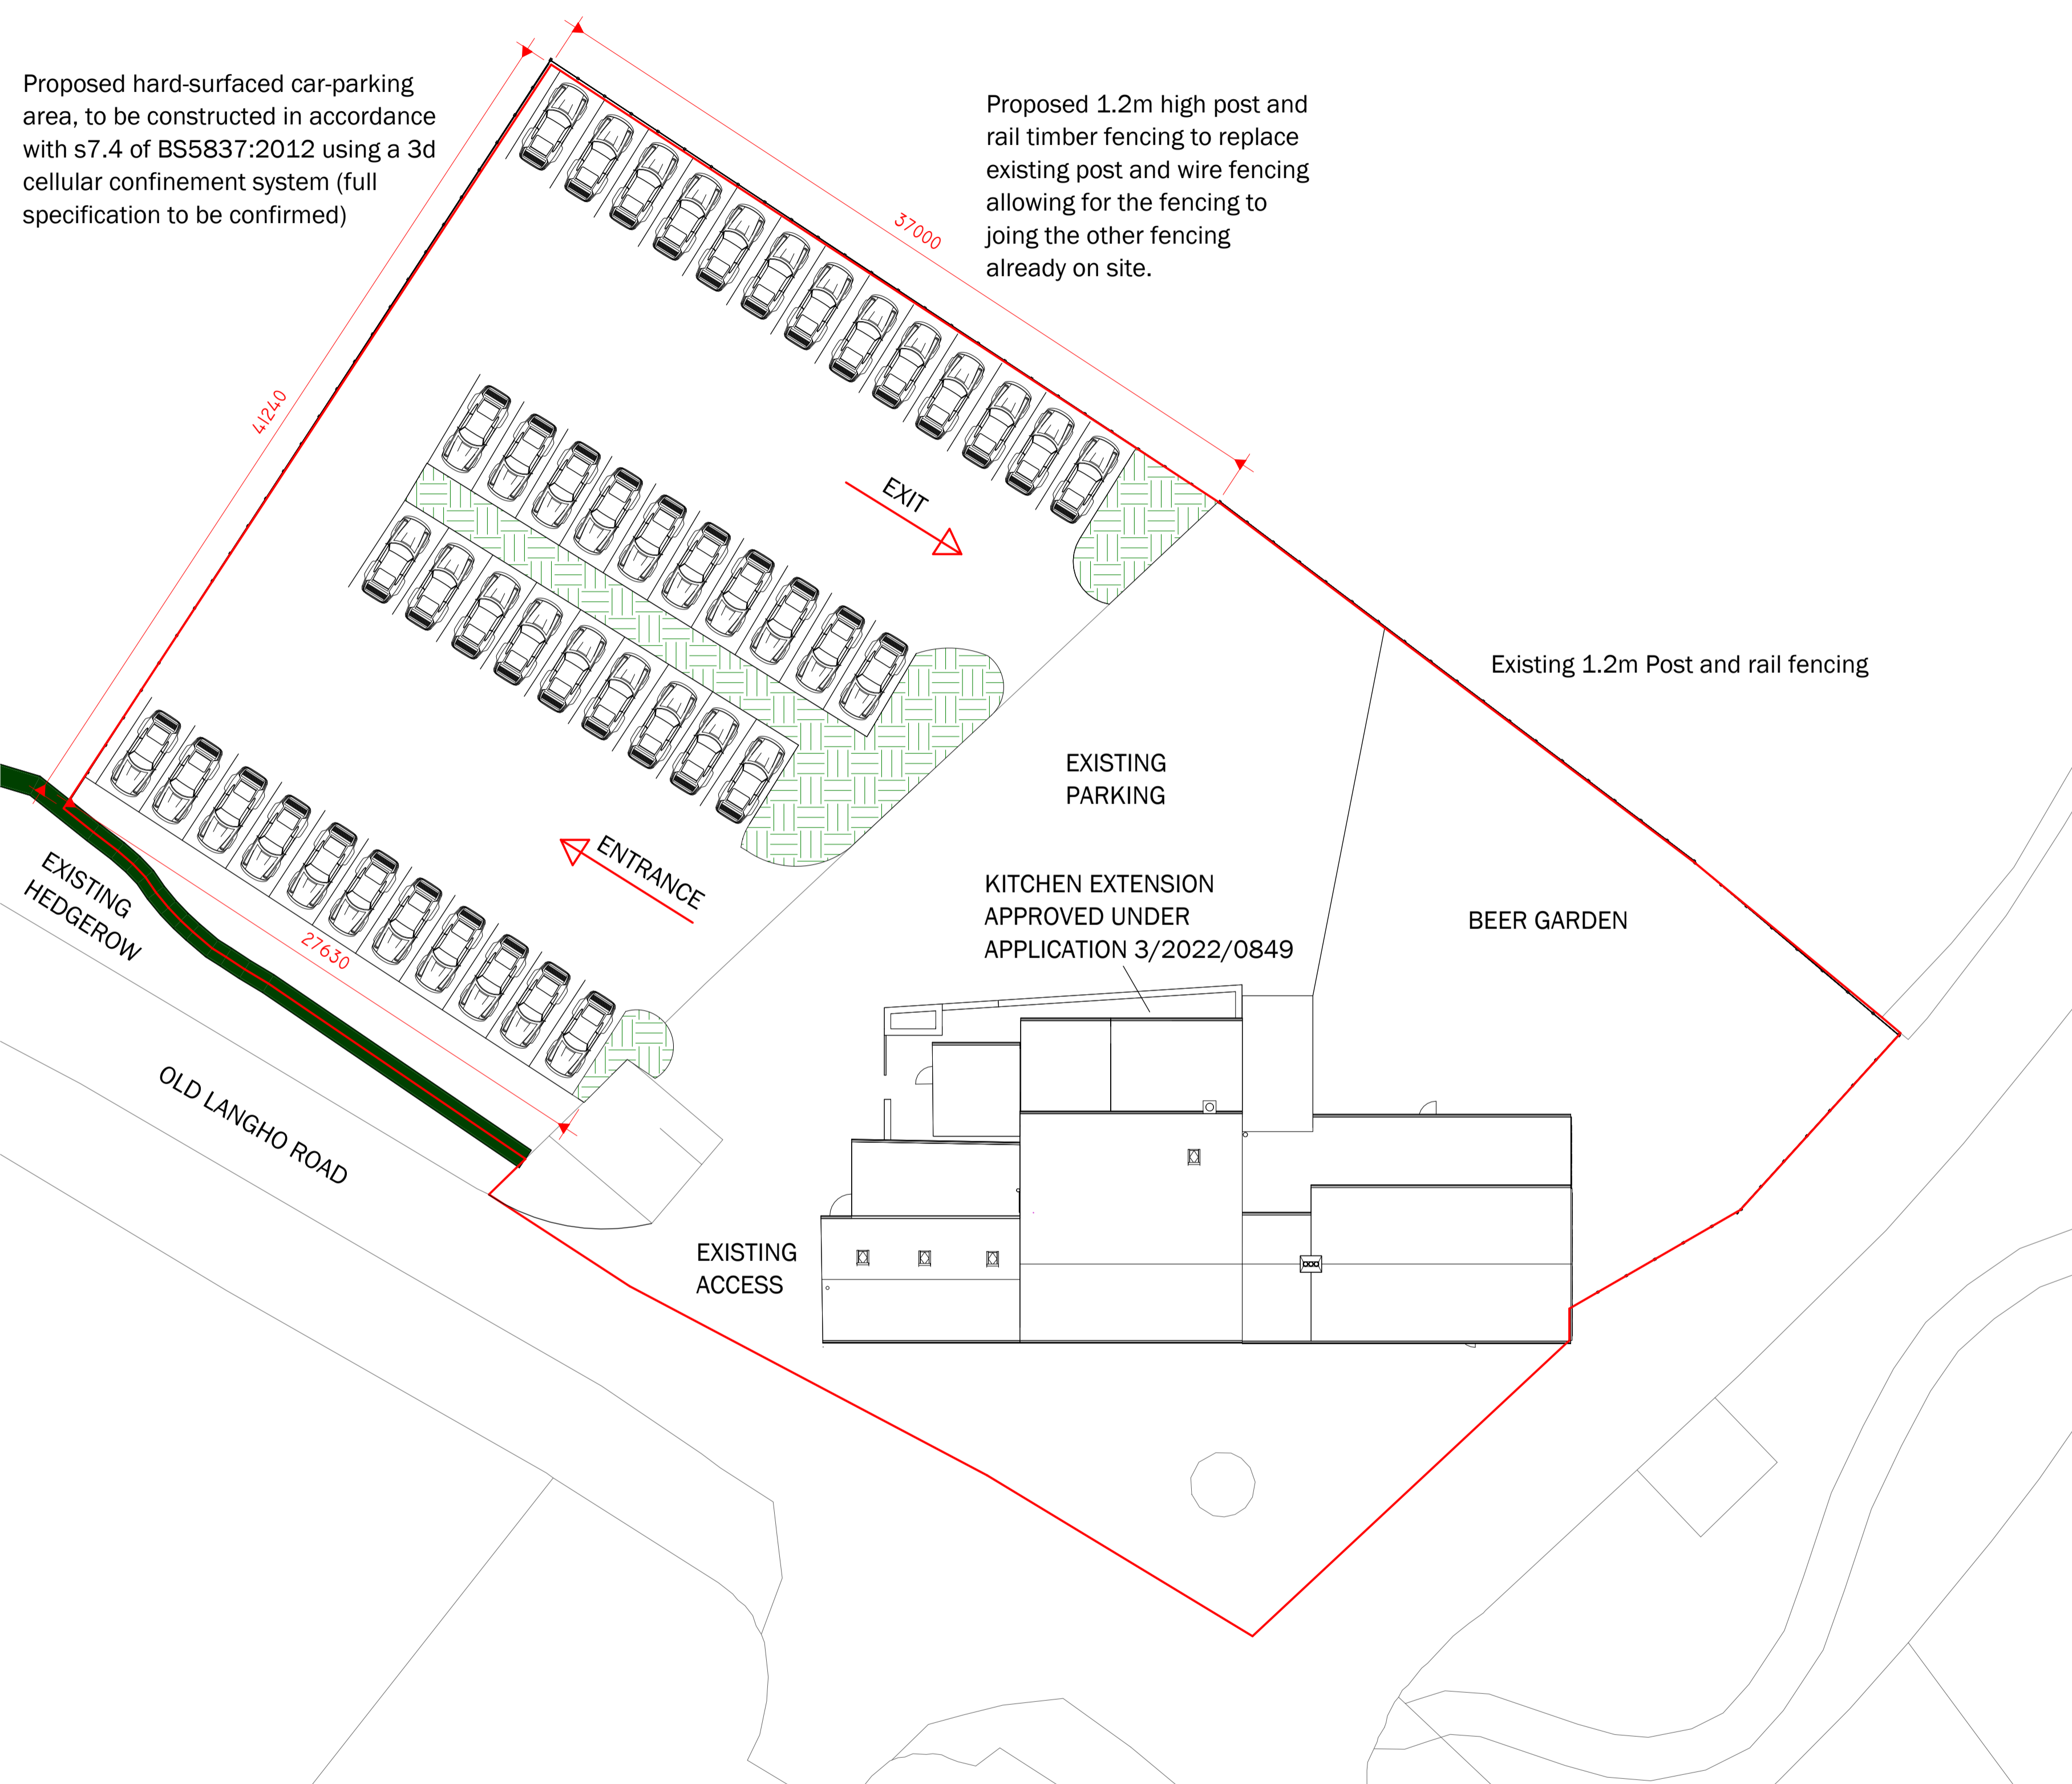 Proposed hard-surfaced car-parking
area, to be constructed in accordance
with s7.4 of BS5837:2012 using a 3d
cellular confinement system (full
specification to be confirmed)
Proposed 1.2m high post and
rail timber fencing to replace
existing post and wire fencing
allowing for the fencing to
joing the other fencing
already on site.
37000
41240
EXIT
Existing 1.2m Post and rail fencing
EXISTING
PARKING
ENTRANCE
EXISTING
HEDGEROW
27630
KITCHEN EXTENSION
APPROVED UNDER
APPLICATION 3/2022/0849
BEER GARDEN
OLD LANGHO ROAD
EXISTING
ACCESS